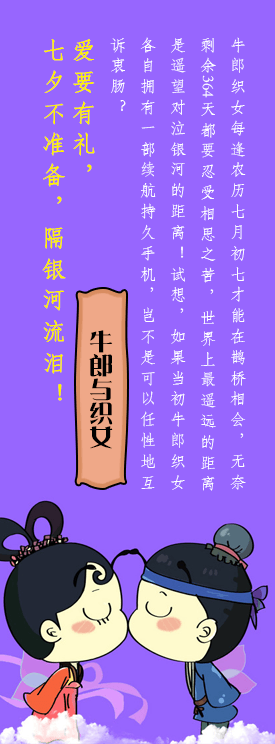 牛郎织女每逢农历七月初七才能在鹊桥相会，无奈
剩余364天都要忍受相思之苦，世界上最遥远的距离
是遥望对泣银河的距离！试想，如果当初牛郎织女
各自拥有一部续航持久手机，岂不是可以任性地互
诉衷肠？
爱要有礼，
七夕不准备，隔银河流泪！
牛郎与织女